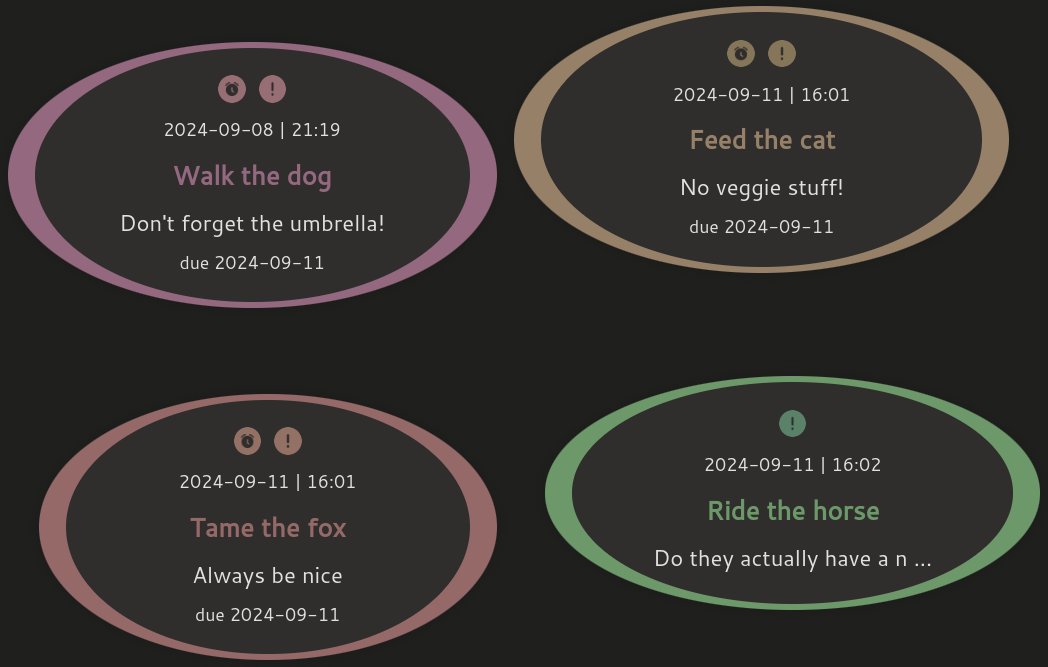 2024-09-08 | 21:19
Walk the dog
Don't forget the umbrella!
due 2024-09-11
2024-09-11 | 16:01
Feed the cat
No veggie stuff!
due 2024-09-11
2024-09-11 | 16:01
Tame the fox
Always be nice
due 2024-09-11
2024-09-11 | 16:02
Ride the horse
Do they actually have a n ...